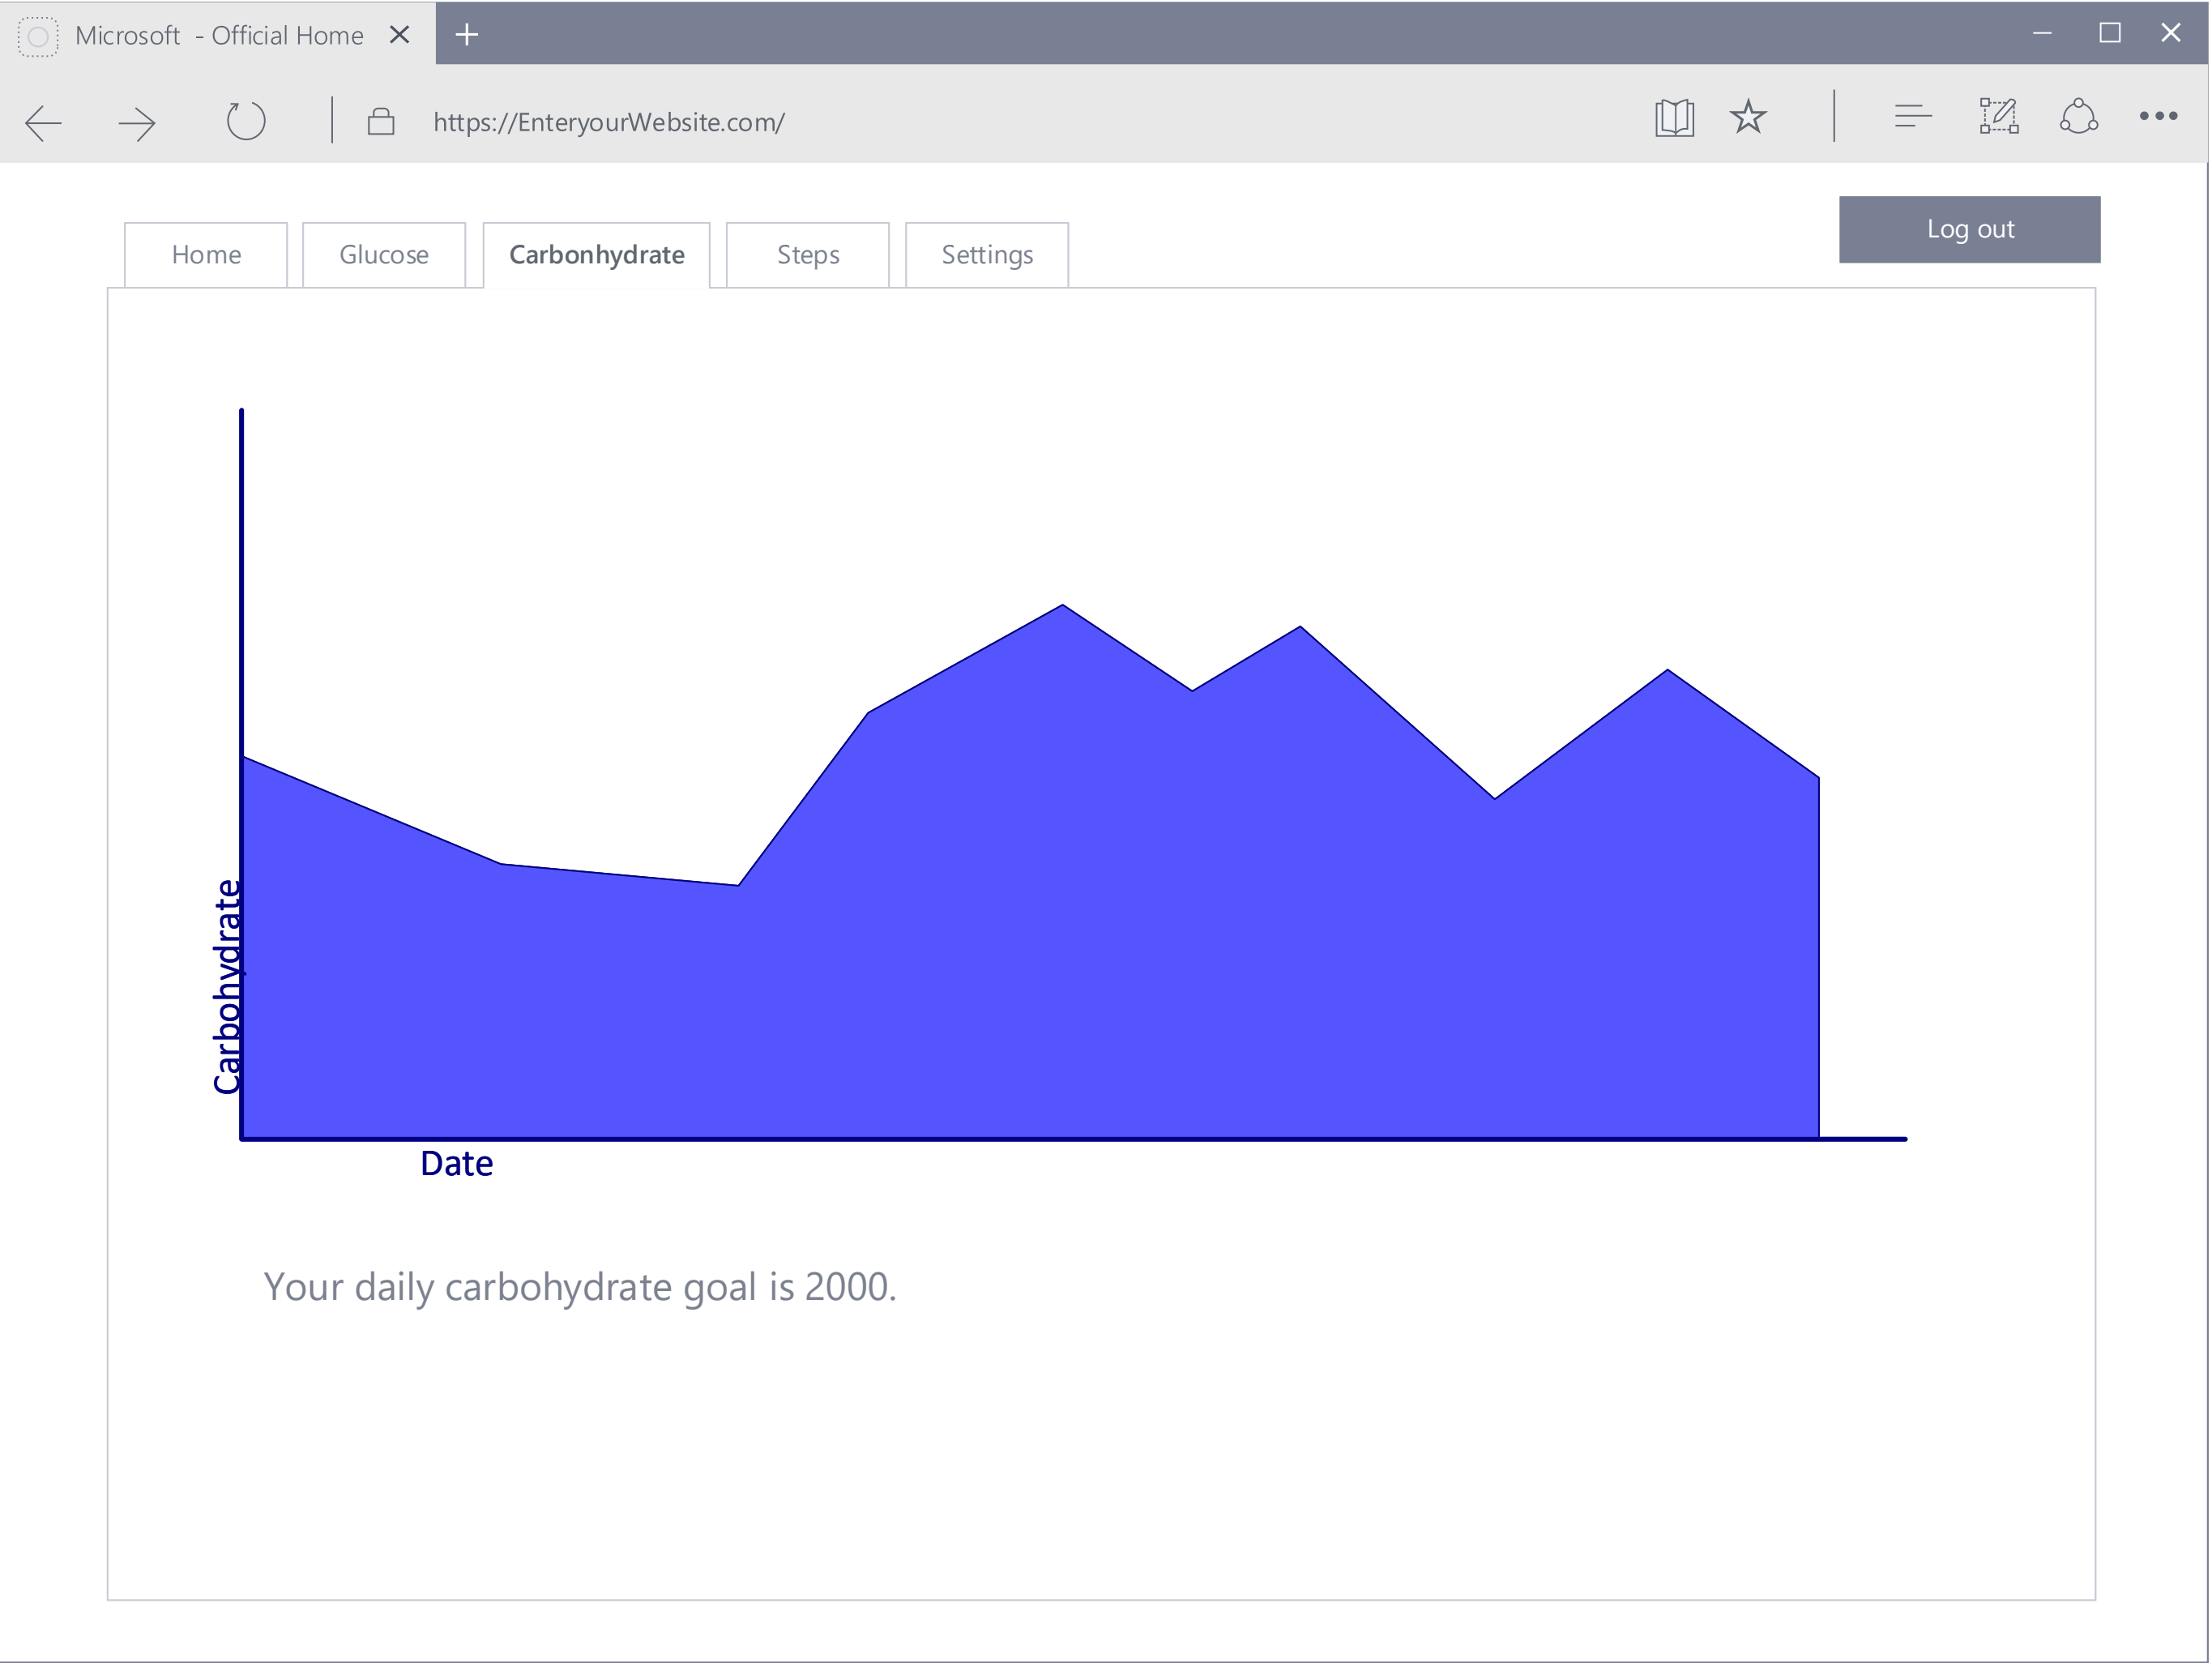 Microsoft - Official Home
https://EnteryourWebsite.com/
Log out
Home
Glucose
Carbonhydrate
Steps
Settings
Carbohydrate
Date
Your daily carbohydrate goal is 2000.